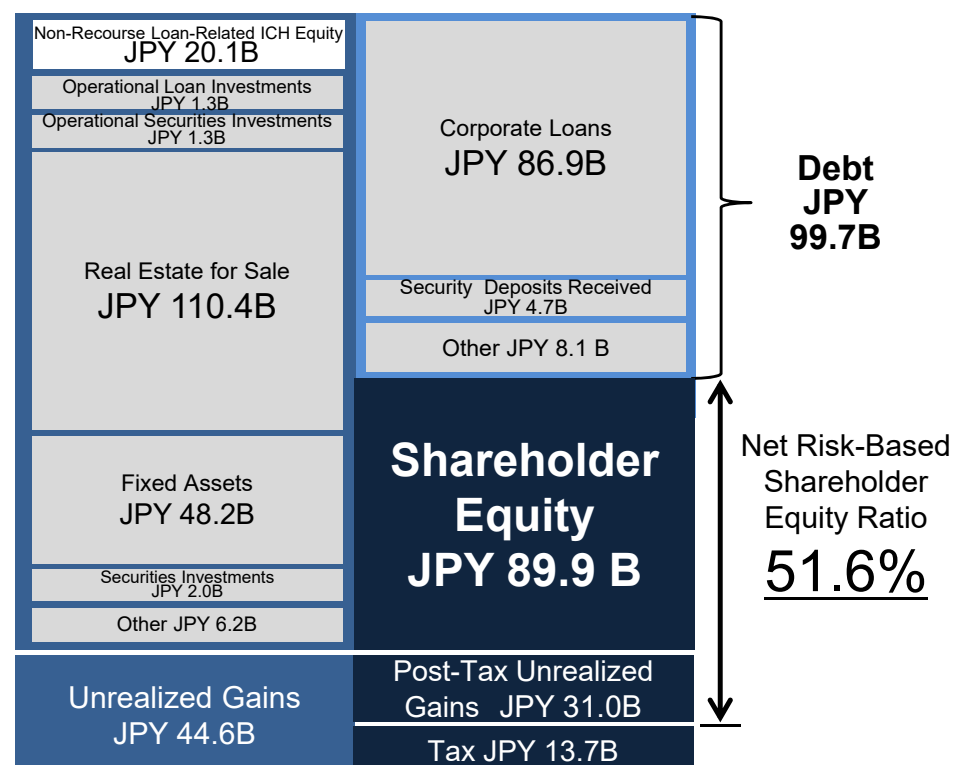 Non-Recourse Loan-Related ICH Equity
JPY 20.1B
Operational Loan Investments
JPY 1.3B
Operational Securities Investments
JPY 1.3B
Real Estate for Sale
JPY 110.4B
Fixed Assets
JPY 48.2B
Securities Investments
JPY 2.0B
Other JPY 6.2B
Unrealized Gains
JPY 44.6B
Corporate Loans
JPY 86.9B
Security Deposits Received
JPY 4.7B
Other JPY 8.1 B
Shareholder
Equity
JPY 89.9 B
Post-Tax Unrealized
Gains JPY 31.0B
Tax JPY 13.7B
Debt
JPY
99.7B
Net Risk-Based
Shareholder
Equity Ratio
51.6%